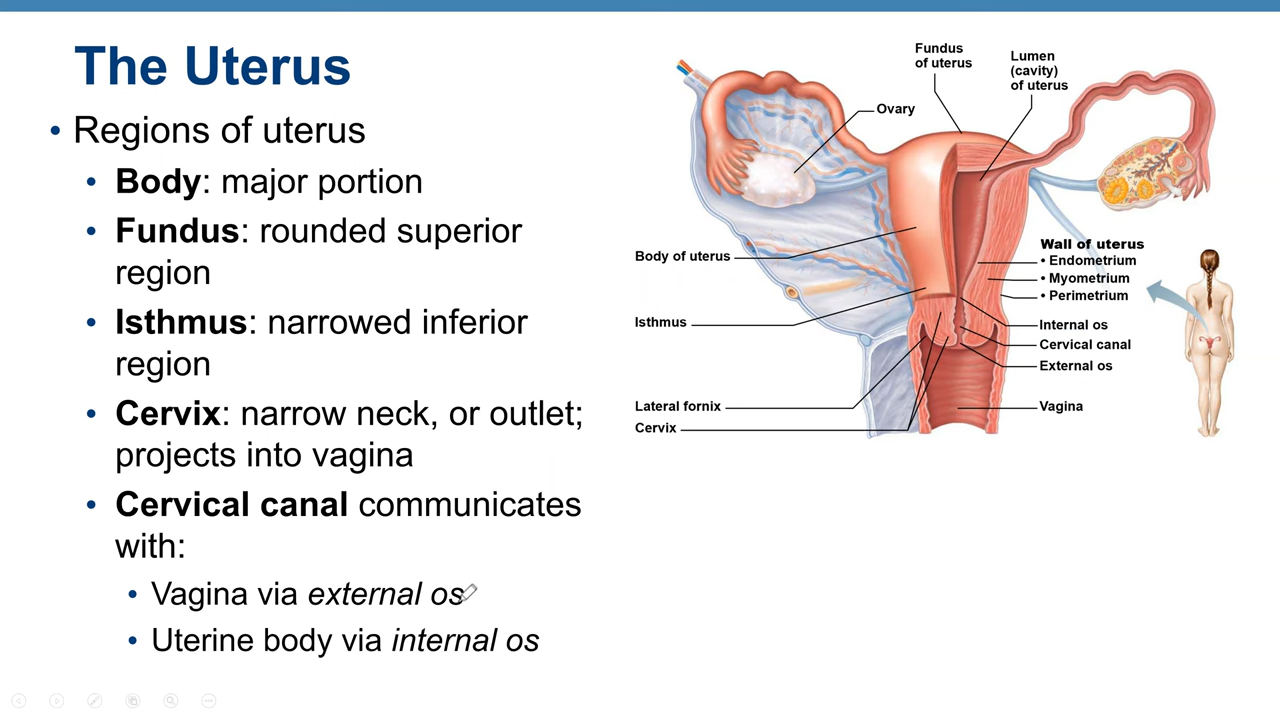 The Uterus
• Regions of uterus
• Body: major portion
• Fundus: rounded superior
region
• Isthmus: narrowed inferior
region
• Cervix: narrow neck, or outlet;
projects into vagina
• Cervical canal communicates
with:
• Vagina via external os
• Uterine body via internal os
Fundus
of uterus
Lumen
(cavity)
of uterus
Ovary
Body of uterus
Wall of uterus
• Endometrium
• Myometrium
• Perimetrium
Isthmus
Internal os
Cervical canal
External os
Lateral fornix
Vagina
Cervix